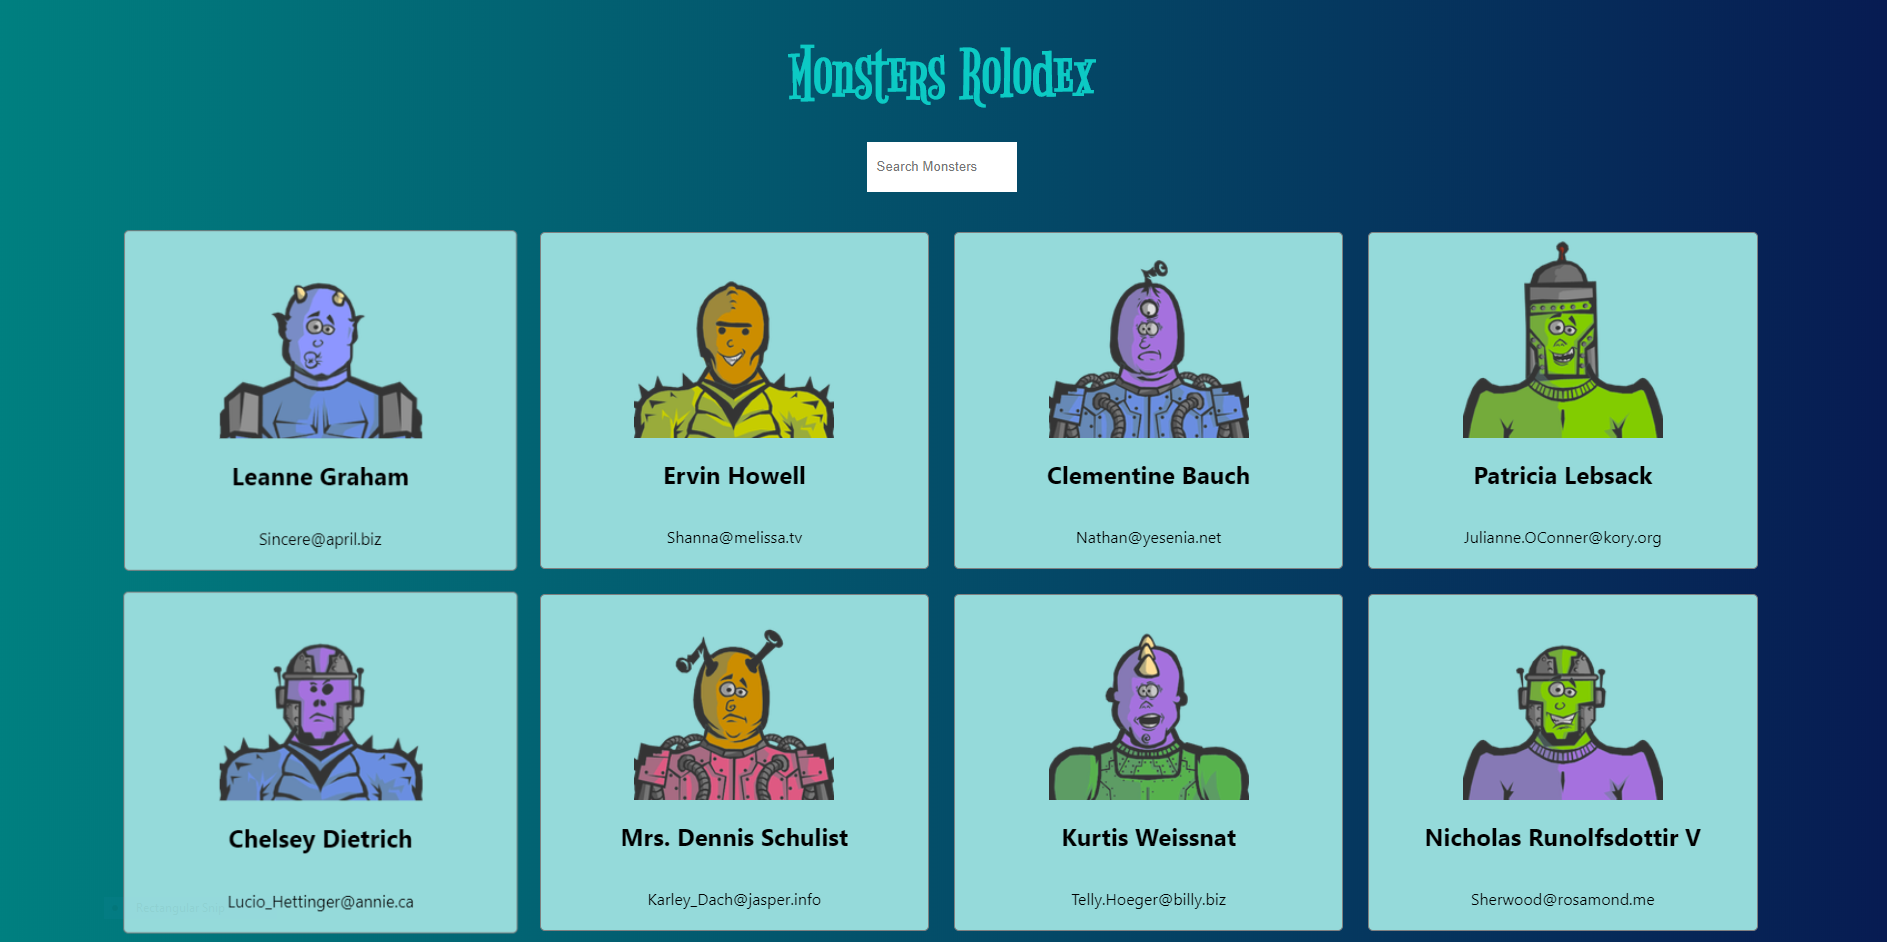 Monsters Rolodex
Search Monsters
Leanne Graham
Sincere@april.biz
Ervin Howell
Shanna@melissa.tv
Clementine Bauch
Nathan@yesenia.net
Patricia Lebsack
Julianne.OConner@kory.org
Chelsey Dietrich
Lucio_Hettinger@annie.ca
Mrs. Dennis Schulist
Karley_Dach@jasper.info
Kurtis Weissnat
Telly.Hoeger@billy.biz
Nicholas Runolfsdottir V
Sherwood@rosamond.me
Rectangular Snip